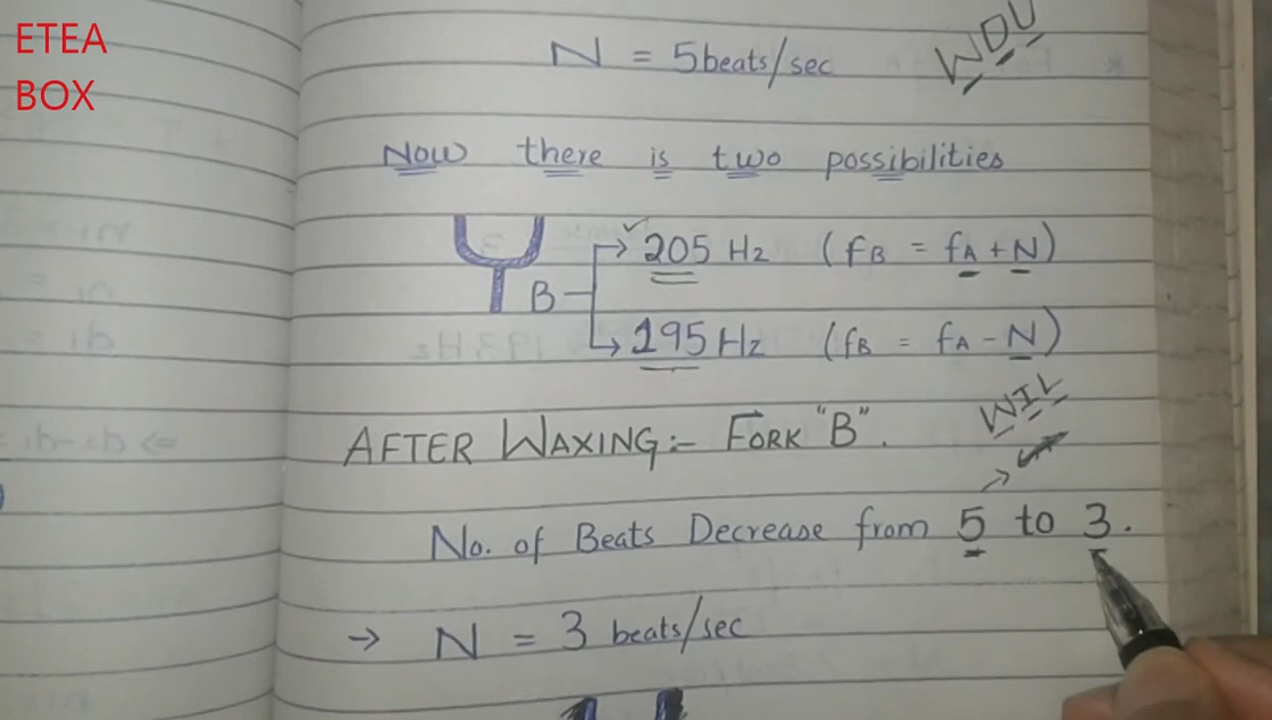 ETEA
BOX
N = 5beats/sec
WDU
Now there is two possibilities
205 Hz (fB = fA + N)
B
195 Hz (fB = fA - N)
WIL
AFTER WAXING:- FORK "B".
No. of Beats Decrease from 5 to 3.
→ N = 3 beats/sec